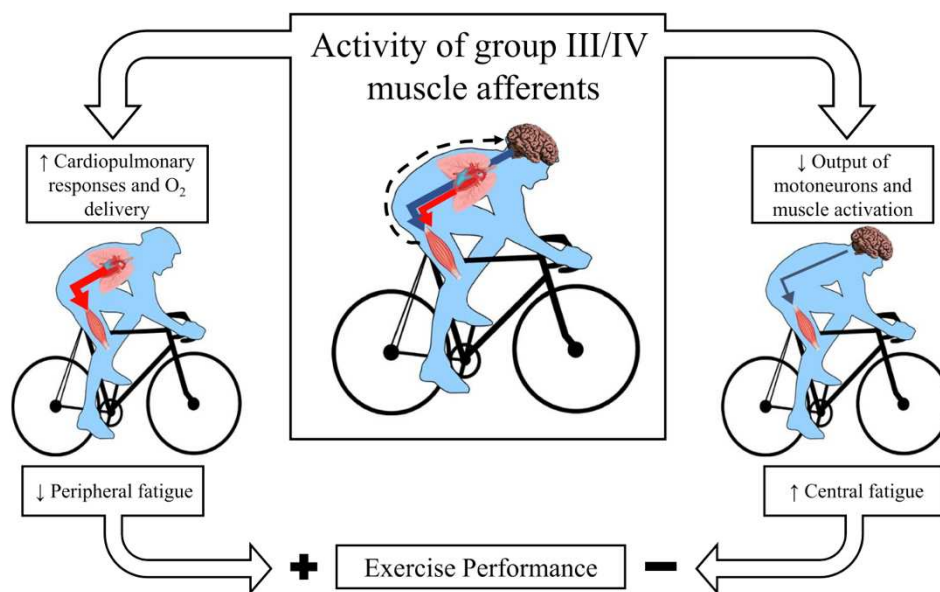 Activity of group III/IV
muscle afferents
↑ Cardiopulmonary
responses and O₂
delivery
↓ Output of
motoneurons and
muscle activation
↓ Peripheral fatigue
↑ Central fatigue
+ Exercise Performance −